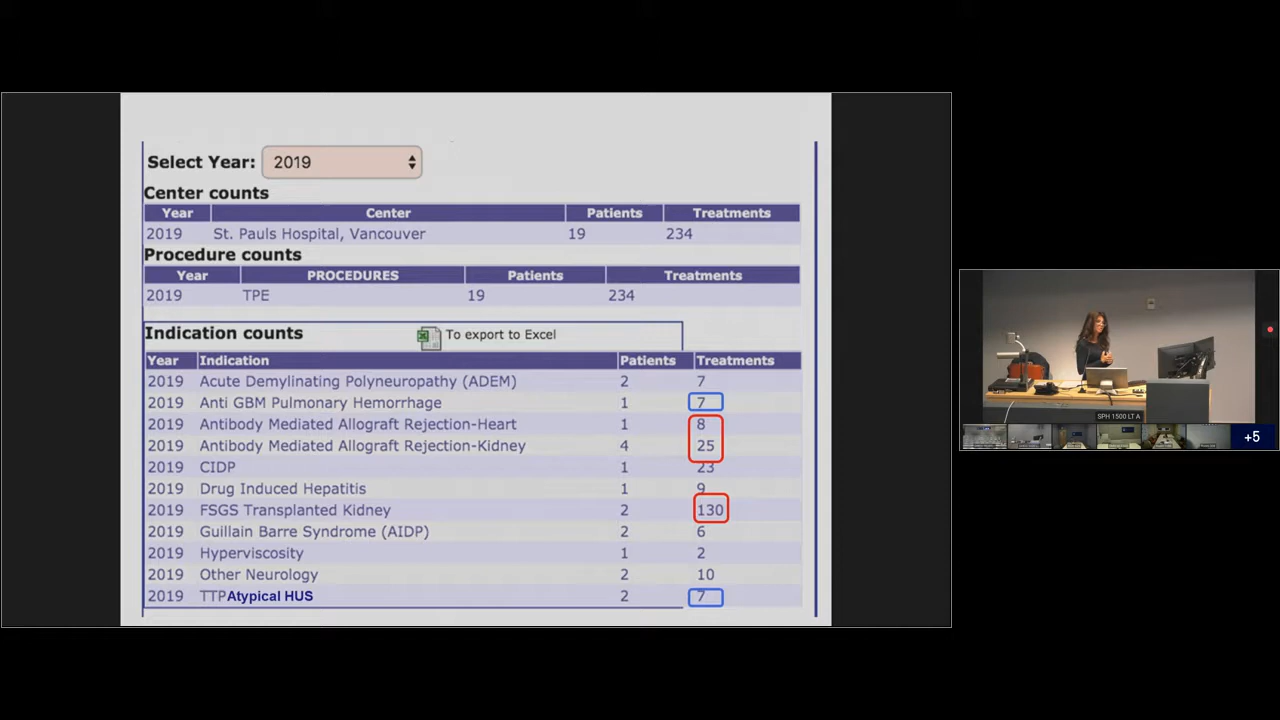 Select Year: 2019
Center counts
Year Center Patients Treatments
2019 St. Pauls Hospital, Vancouver 19 234
Procedure counts
Year PROCEDURES Patients Treatments
2019 TPE 19 234
Indication counts To export to Excel
Year Indication Patients Treatments
2019 Acute Demylinating Polyneuropathy (ADEM) 2 7
2019 Anti GBM Pulmonary Hemorrhage 1 7
2019 Antibody Mediated Allograft Rejection-Heart 1 8
2019 Antibody Mediated Allograft Rejection-Kidney 4 25
2019 CIDP 1 23
2019 Drug Induced Hepatitis 1 9
2019 FSGS Transplanted Kidney 2 130
2019 Guillain Barre Syndrome (AIDP) 2 6
2019 Hyperviscosity 1 2
2019 Other Neurology 2 10
2019 TTPAtypical HUS 2 7
SPH 1500 LT A
+5